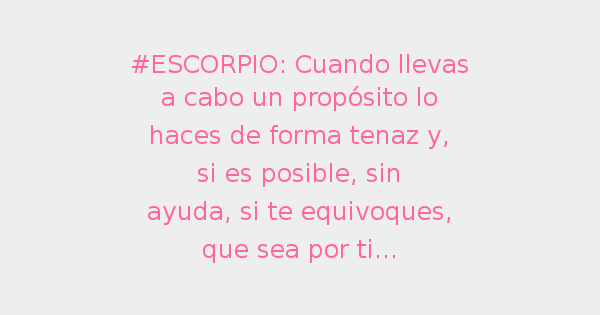 #ESCORPIO: Cuando llevas
a cabo un propósito lo
haces de forma tenaz y,
si es posible, sin
ayuda, si te equivoques,
que sea por ti...